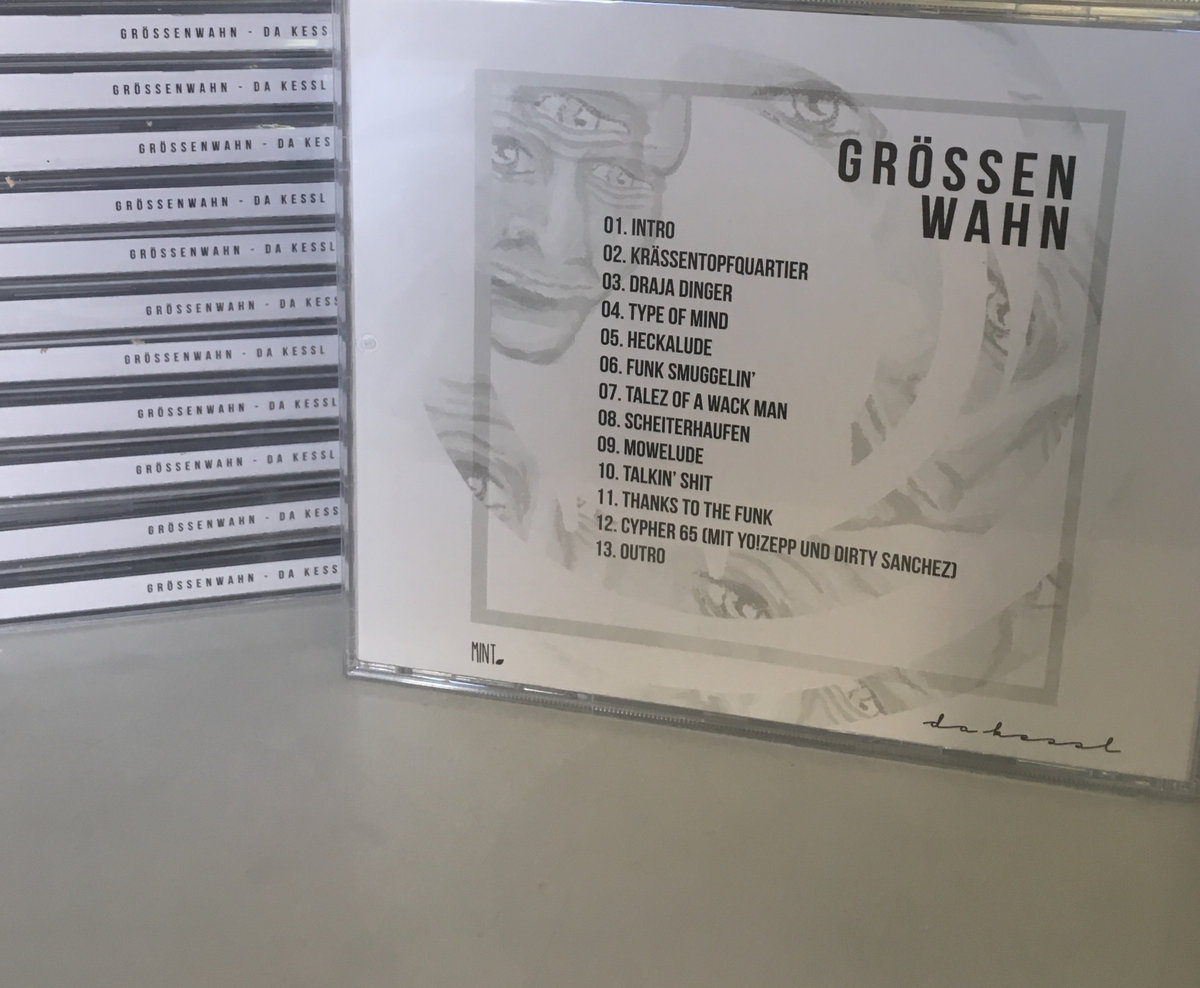 GRÖSSENWAHN - DA KESS
GRÖSSENWAHN - DA KESSL
GRÖSSENWAHN - DA KES
GRÖSSENWAHN - DA KESSL
GRÖSSENWAHN - DA KESSL
GRÖSSENWAHN - DA KESS
GRÖSSENWAHN - DA KESSL
GRÖSSENWAHN - DA KESSL
GRÖSSENWAHN - DA KESSL
GRÖSSENWAHN - DA KESS
GRÖSSENWAHN - DA KESS
GRÖSSEN
WAHN
01. INTRO
02. KRÄSSENTOPFQUARTIER
03. DRAJA DINGER
04. TYPE OF MIND
05. HECKALUDE
06. FUNK SMUGGELIN'
07. TALEZ OF A WACK MAN
08. SCHEITERHAUFEN
09. MOWELUDE
10. TALKIN' SHIT
11. THANKS TO THE FUNK
12. CYPHER 65 (MIT YO!ZEPP UND DIRTY SANCHEZ)
13. OUTRO
MINT
da kessl